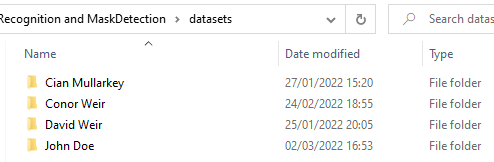 Recognition and MaskDetection > datasets Search datas
Name Date modified Type
Cian Mullarkey 27/01/2022 15:20 File folder
Conor Weir 24/02/2022 18:55 File folder
David Weir 25/01/2022 20:05 File folder
John Doe 02/03/2022 16:53 File folder